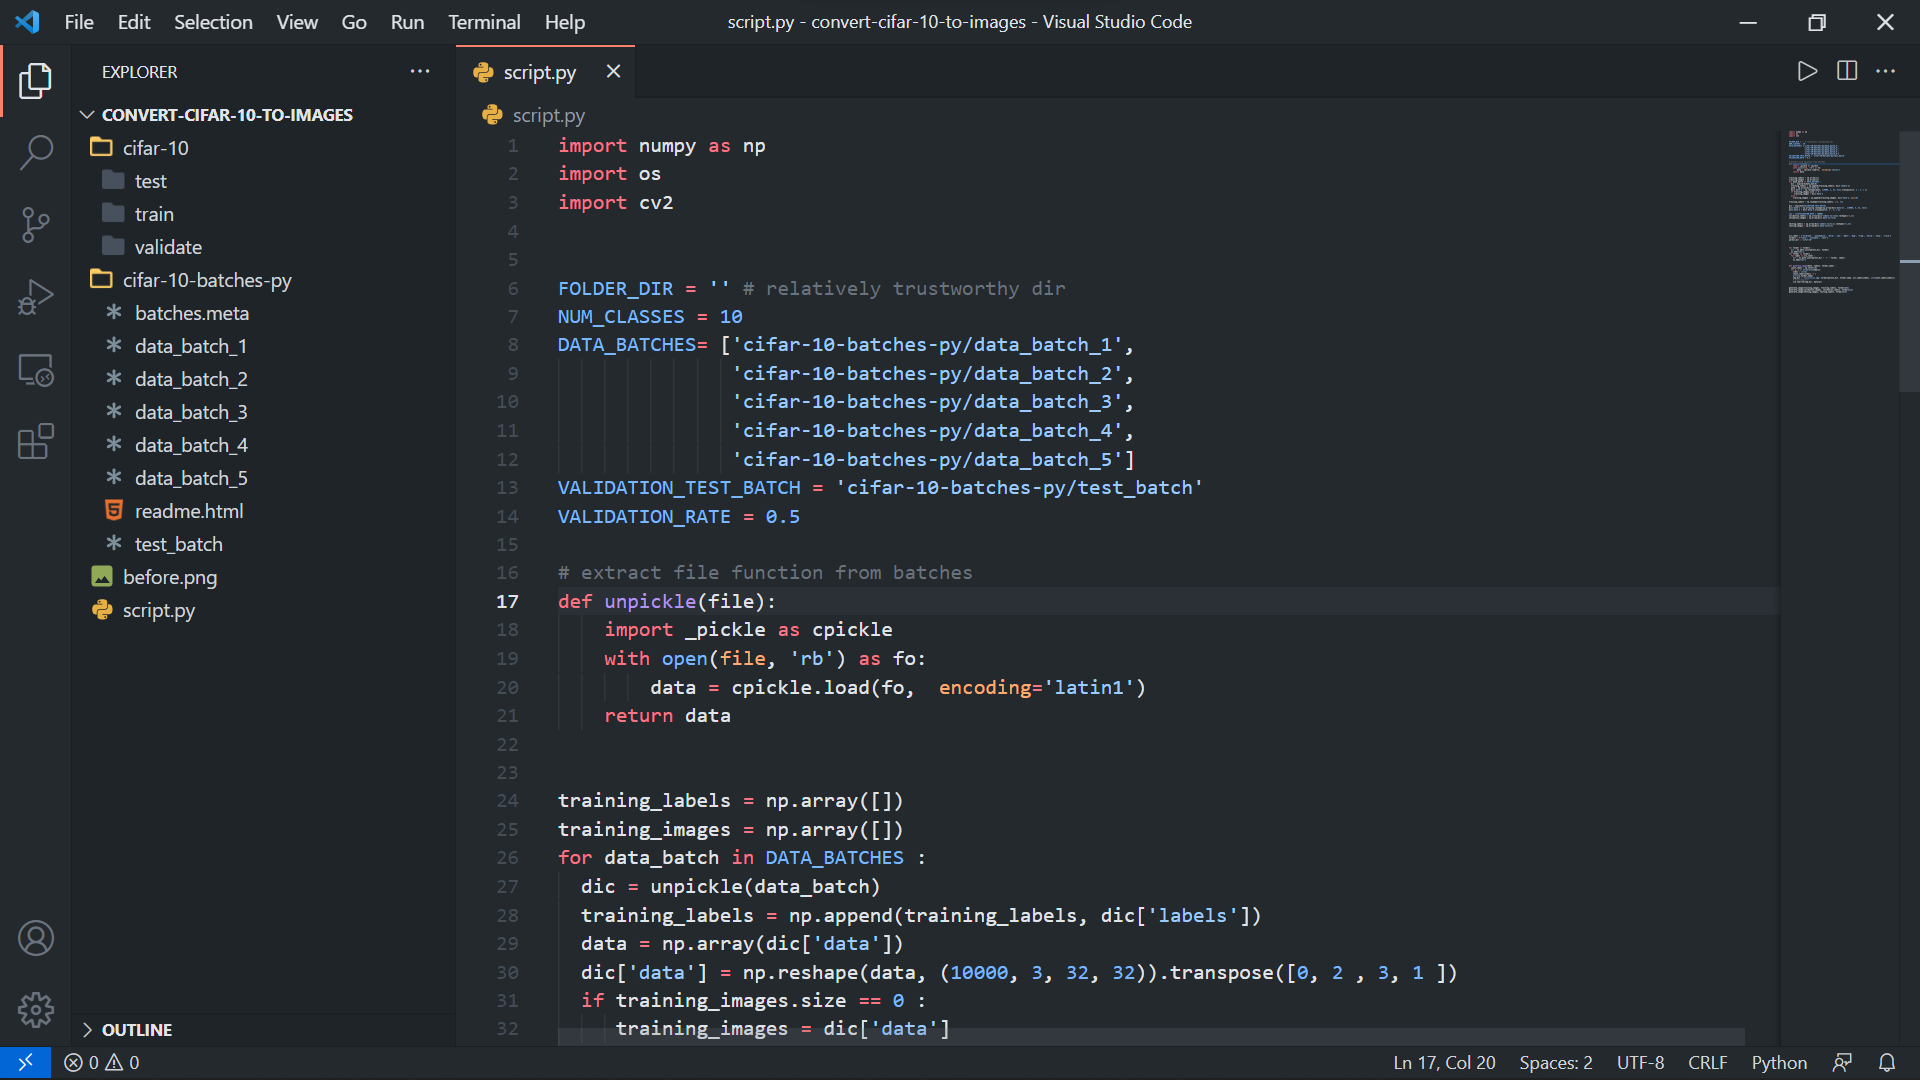 File Edit Selection View Go Run Terminal Help
script.py - convert-cifar-10-to-images - Visual Studio Code
EXPLORER
CONVERT-CIFAR-10-TO-IMAGES
cifar-10
test
train
validate
cifar-10-batches-py
batches.meta
data_batch_1
data_batch_2
data_batch_3
data_batch_4
data_batch_5
readme.html
test_batch
before.png
script.py
OUTLINE
script.py
script.py
1 import numpy as np
2 import os
3 import cv2
4
5
6 FOLDER_DIR = '' # relatively trustworthy dir
7 NUM_CLASSES = 10
8 DATA_BATCHES= ['cifar-10-batches-py/data_batch_1',
9 'cifar-10-batches-py/data_batch_2',
10 'cifar-10-batches-py/data_batch_3',
11 'cifar-10-batches-py/data_batch_4',
12 'cifar-10-batches-py/data_batch_5']
13 VALIDATION_TEST_BATCH = 'cifar-10-batches-py/test_batch'
14 VALIDATION_RATE = 0.5
15
16 # extract file function from batches
17 def unpickle(file):
18 import _pickle as cpickle
19 with open(file, 'rb') as fo:
20 data = cpickle.load(fo,  encoding='latin1')
21 return data
22
23
24 training_labels = np.array([])
25 training_images = np.array([])
26 for data_batch in DATA_BATCHES :
27 dic = unpickle(data_batch)
28 training_labels = np.append(training_labels, dic['labels'])
29 data = np.array(dic['data'])
30 dic['data'] = np.reshape(data, (10000, 3, 32, 32)).transpose([0, 2 , 3, 1 ])
31 if training_images.size == 0 :
32 training_images = dic['data']
0 0
Ln 17, Col 20 Spaces: 2 UTF-8 CRLF Python